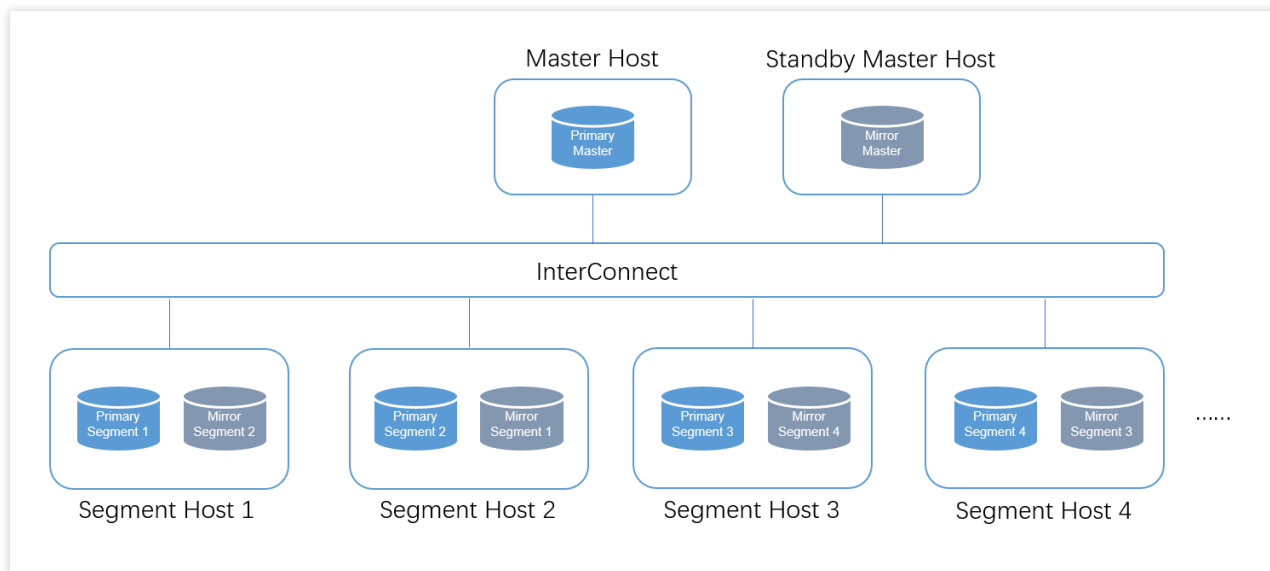 Master Host
Standby Master Host
Primary
Master
Mirror
Master
InterConnect
Primary
Segment 1
Mirror
Segment 2
Primary
Segment 2
Mirror
Segment 1
Primary
Segment 3
Mirror
Segment 4
Primary
Segment 4
Mirror
Segment 3
......
Segment Host 1
Segment Host 2
Segment Host 3
Segment Host 4